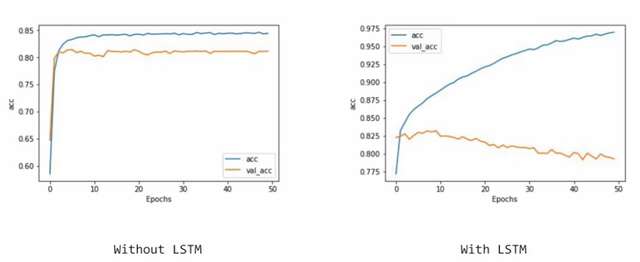 0.85
0.80
0.75
0.70
0.65
0.60
acc
0 10 20 30 40 50
Epochs
acc
val_acc
Without LSTM
0.975
0.950
0.925
0.900
0.875
0.850
0.825
0.800
0.775
acc
0 10 20 30 40 50
Epochs
acc
val_acc
With LSTM